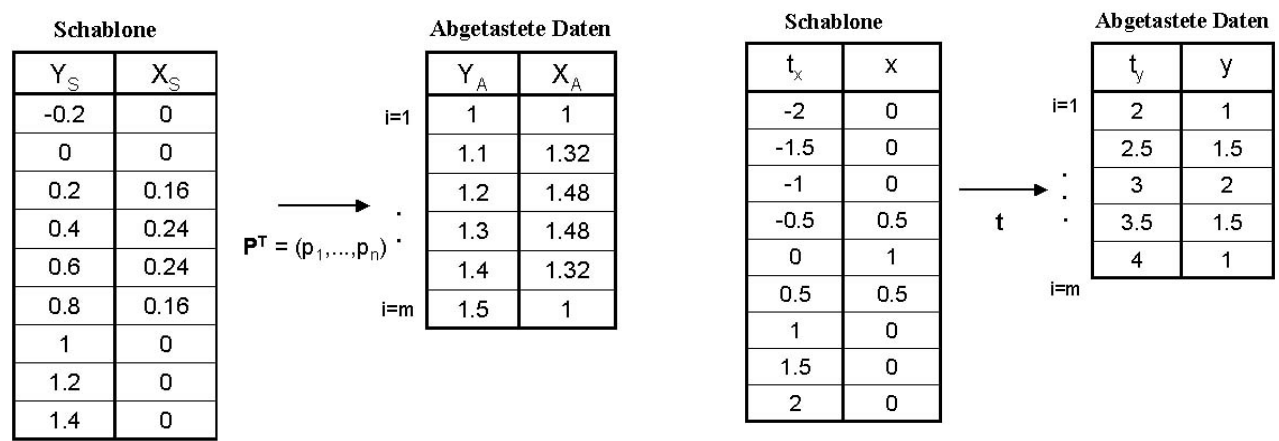 Schablone
Y_S X_S
-0.2 0
0 0
0.2 0.16
0.4 0.24
0.6 0.24
0.8 0.16
1 0
1.2 0
1.4 0
P^T = (p_1,...,p_n)
Abgetastete Daten
Y_A X_A
i=1 1 1
1.1 1.32
1.2 1.48
1.3 1.48
1.4 1.32
i=m 1.5 1
Schablone
t_x x
-2 0
-1.5 0
-1 0
-0.5 0.5
0 1
0.5 0.5
1 0
1.5 0
2 0
t
Abgetastete Daten
t_y y
i=1 2 1
2.5 1.5
3 2
3.5 1.5
4 1
i=m